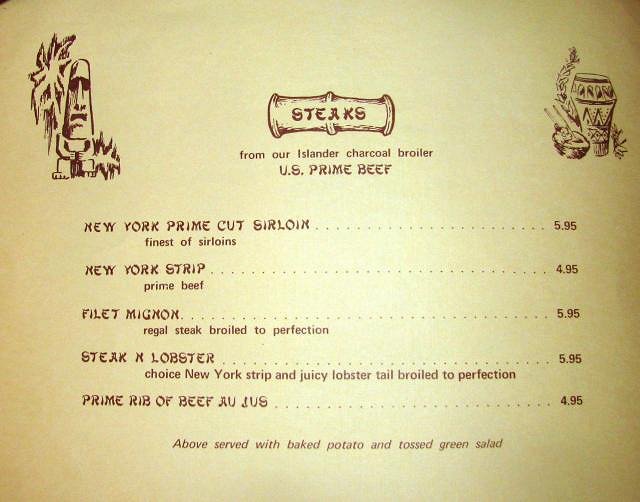 STEAKS
from our Islander charcoal broiler
U.S. PRIME BEEF
NEW YORK PRIME CUT SIRLOIN . . . . . . . . . . . . . . . . . . . . . . . . . . 5.95
finest of sirloins
NEW YORK STRIP . . . . . . . . . . . . . . . . . . . . . . . . . . . . . . . . . . . . . 4.95
prime beef
FILET MIGNON. . . . . . . . . . . . . . . . . . . . . . . . . . . . . . . . . . . . . . . . 5.95
regal steak broiled to perfection
STEAK N LOBSTER . . . . . . . . . . . . . . . . . . . . . . . . . . . . . . . . . . . . 5.95
choice New York strip and juicy lobster tail broiled to perfection
PRIME RIB OF BEEF AU JUS . . . . . . . . . . . . . . . . . . . . . . . . . . . . . 4.95
Above served with baked potato and tossed green salad